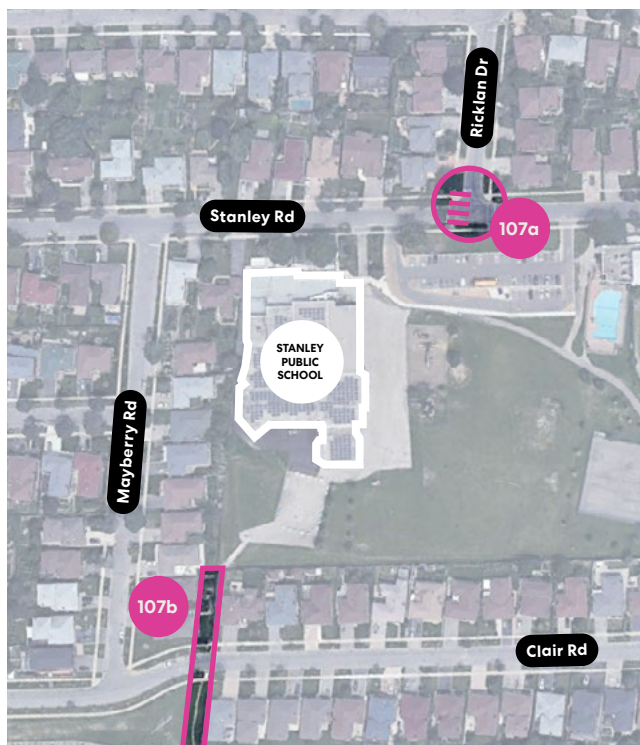 Ricklan Dr
Stanley Rd
107a
STANLEY
PUBLIC
SCHOOL
Mayberry Rd
107b
Clair Rd